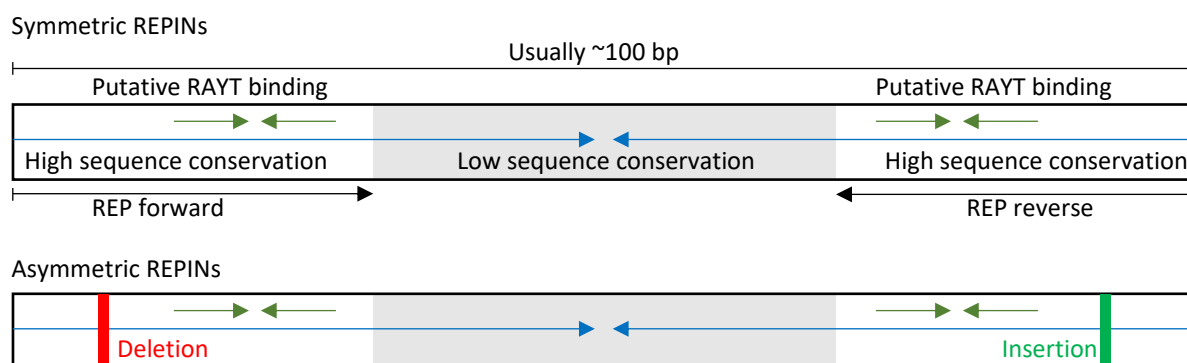 Symmetric REPINs
Usually ~100 bp
Putative RAYT binding Putative RAYT binding
High sequence conservation Low sequence conservation High sequence conservation
REP forward REP reverse
Asymmetric REPINs
Deletion Insertion